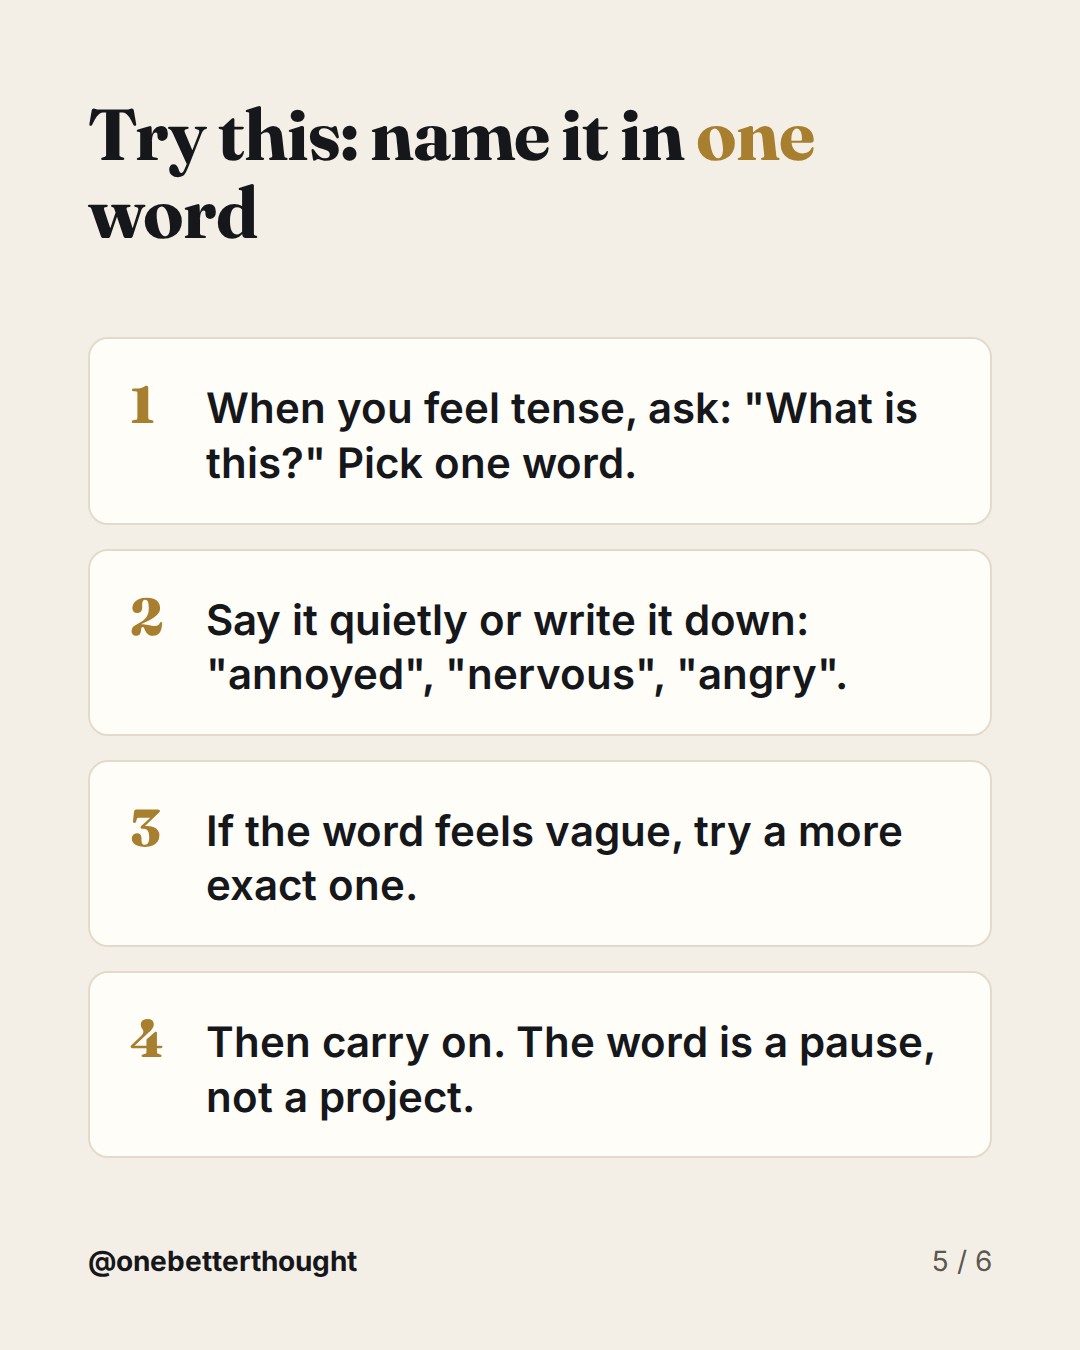 Try this: name it in one
word
1
When you feel tense, ask: "What is
this?" Pick one word.
2
Say it quietly or write it down:
"annoyed", "nervous", "angry".
3
If the word feels vague, try a more
exact one.
4
Then carry on. The word is a pause,
not a project.
@onebetterthought
5 / 6